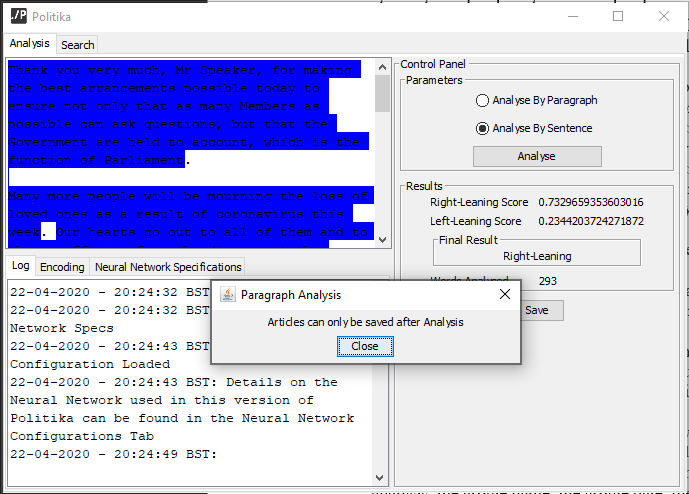 ./P Politika
Analysis Search
Thank you very much, Mr Speaker, for making
the best arrangements possible today to
ensure not only that as many Members as
possible can ask questions, but that the
Government are held to account, which is the
function of Parliament.
Many more people will be mourning the loss of
loved ones as a result of coronavirus this
week. Our hearts go out to all of them and to
Control Panel
Parameters
Analyse By Paragraph
Analyse By Sentence
Analyse
Results
Right-Leaning Score 0.7329659353603016
Left-Leaning Score 0.2344203724271872
Final Result
Right-Leaning
Words Analysed 293
Save
Log Encoding Neural Network Specifications
22-04-2020 - 20:24:32 BST:
22-04-2020 - 20:24:32 BST:
Network Specs
22-04-2020 - 20:24:43 BST:
Configuration Loaded
22-04-2020 - 20:24:43 BST: Details on the
Neural Network used in this version of
Politika can be found in the Neural Network
Configurations Tab
22-04-2020 - 20:24:49 BST:
Paragraph Analysis
Articles can only be saved after Analysis
Close